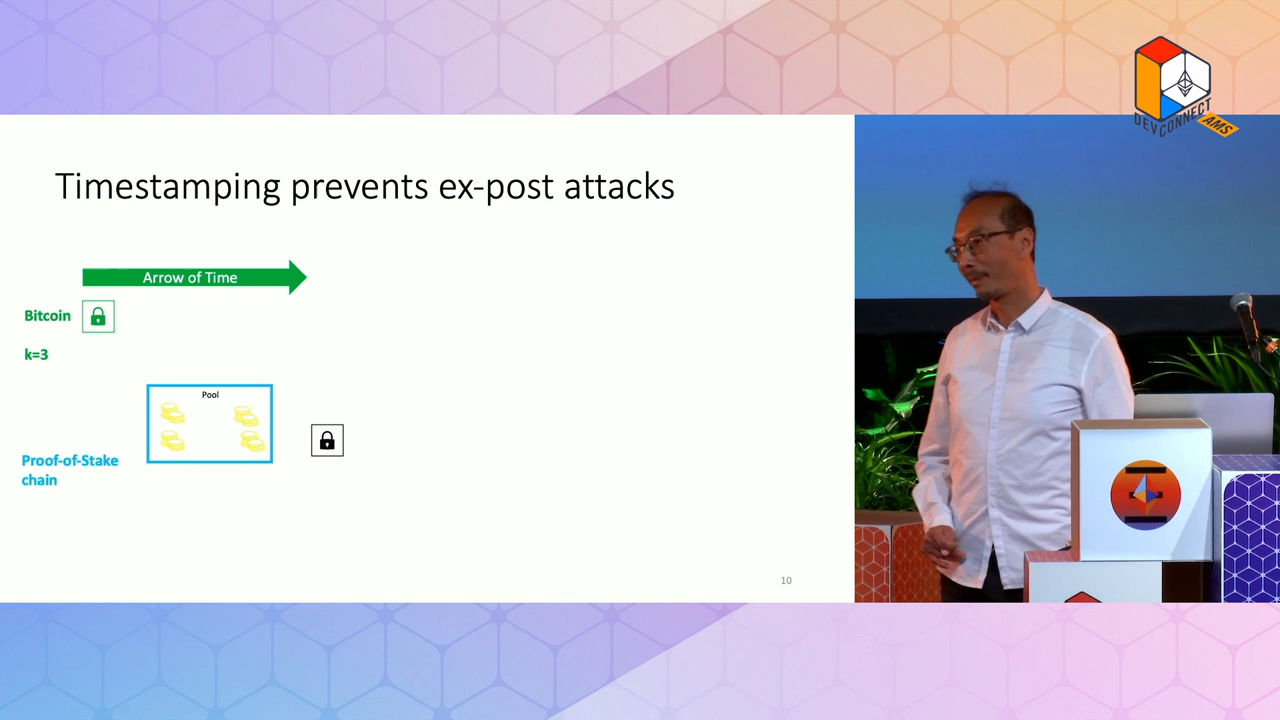 DEVCONNECT
AMS
Timestamping prevents ex-post attacks
Arrow of Time
Bitcoin
k=3
Pool
Proof-of-Stake
chain
10